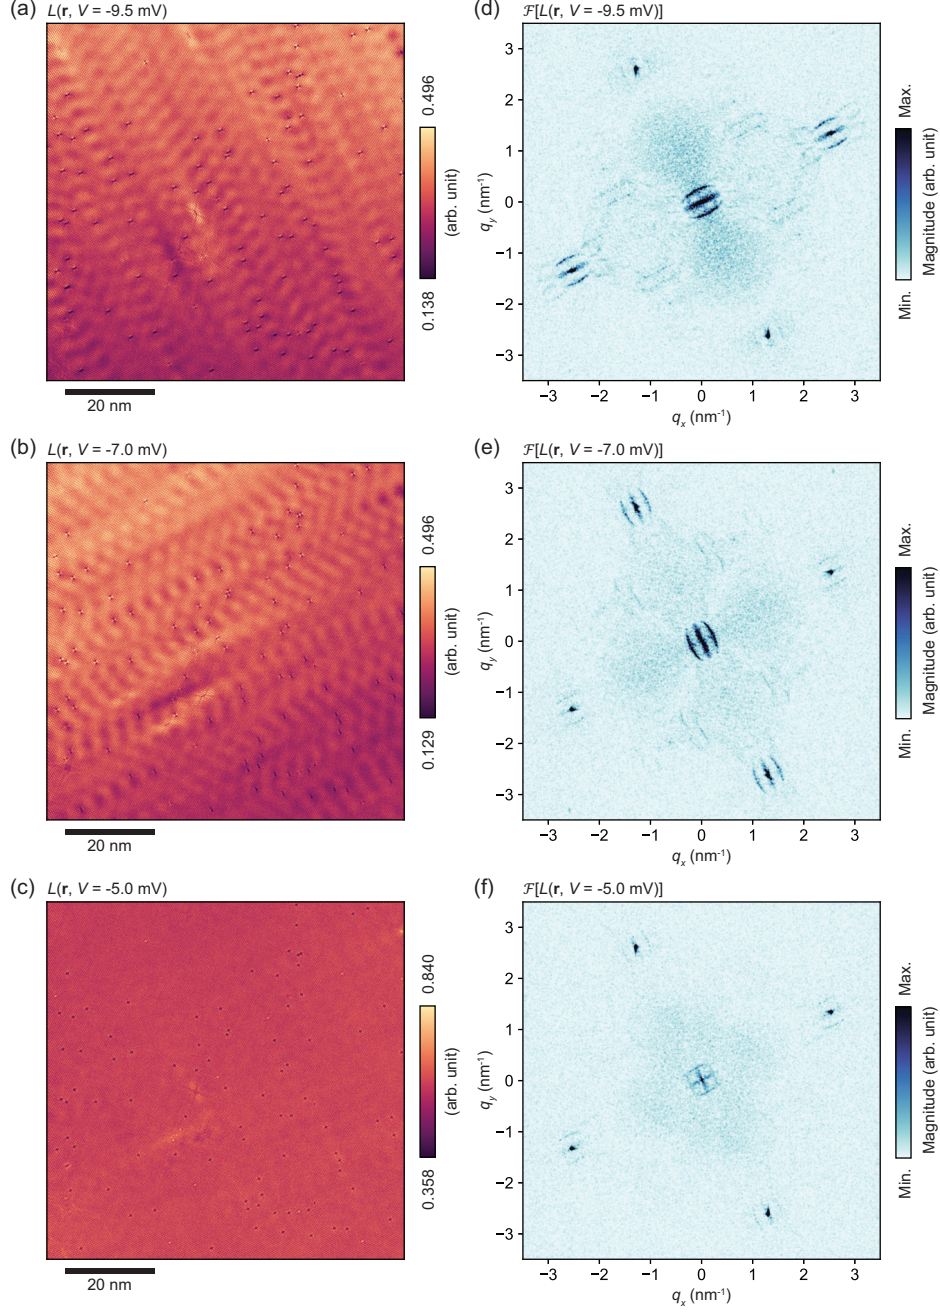 (a) L(r, V = -9.5 mV)
0.496
(arb. unit)
0.138
20 nm
(d) ℱ[L(r, V = -9.5 mV)]
3
2
1
0
−1
−2
−3
qy (nm-1)
−3 −2 −1 0 1 2 3
qx (nm-1)
Max.
Magnitude (arb. unit)
Min.
(b) L(r, V = -7.0 mV)
0.496
(arb. unit)
0.129
20 nm
(e) ℱ[L(r, V = -7.0 mV)]
3
2
1
0
−1
−2
−3
qy (nm-1)
−3 −2 −1 0 1 2 3
qx (nm-1)
Max.
Magnitude (arb. unit)
Min.
(c) L(r, V = -5.0 mV)
0.840
(arb. unit)
0.358
20 nm
(f) ℱ[L(r, V = -5.0 mV)]
3
2
1
0
−1
−2
−3
qy (nm-1)
−3 −2 −1 0 1 2 3
qx (nm-1)
Max.
Magnitude (arb. unit)
Min.